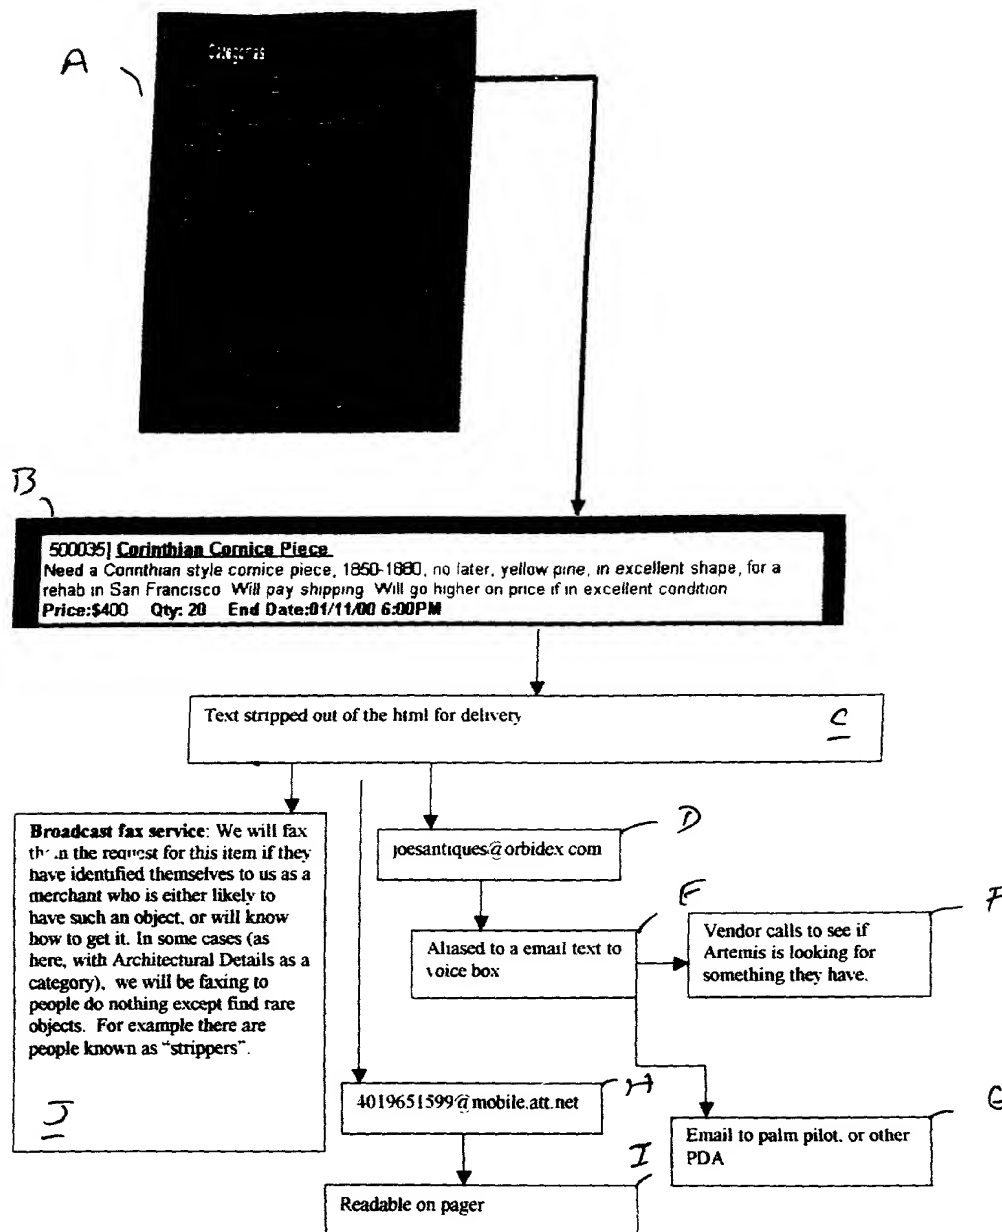 A
Categories
B
500035] Corinthian Cornice Piece
Need a Corinthian style cornice piece, 1850-1880, no later, yellow pine, in excellent shape, for a
rehab in San Francisco Will pay shipping Will go higher on price if in excellent condition
Price:$400 Qty: 20 End Date:01/11/00 6:00PM
Text stripped out of the html for delivery
C
Broadcast fax service: We will fax
the request for this item if they
have identified themselves to us as a
merchant who is either likely to
have such an object, or will know
how to get it. In some cases (as
here, with Architectural Details as a
category), we will be faxing to
people do nothing except find rare
objects. For example there are
people known as "strippers".
J
joesantiques@orbidex com
D
Aliased to a email text to
voice box
E
Vendor calls to see if
Artemis is looking for
something they have.
F
4019651599@mobile.att.net
H
Email to palm pilot, or other
PDA
G
Readable on pager
I